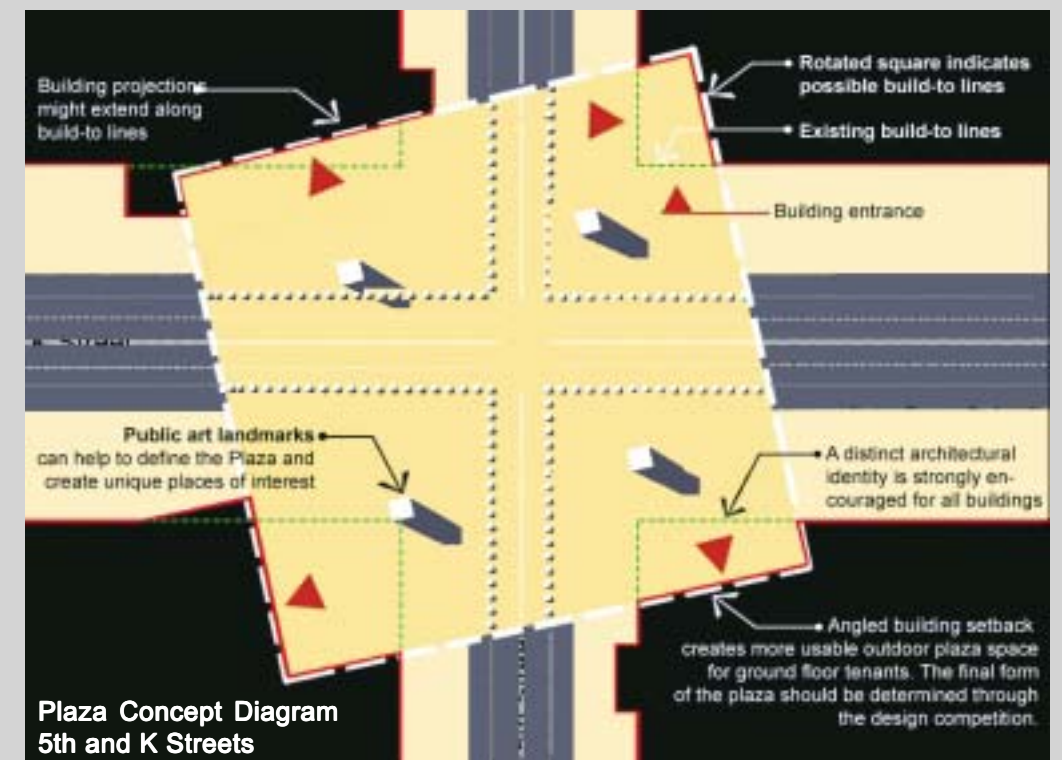 Building projections
might extend along
build-to lines
Rotated square indicates
possible build-to lines
Existing build-to lines
Building entrance
K Street
Public art landmarks
can help to define the Plaza and
create unique places of interest
A distinct architectural
identity is strongly en-
couraged for all buildings
Angled building setback
creates more usable outdoor plaza space
for ground floor tenants. The final form
of the plaza should be determined through
the design competition.
Plaza Concept Diagram
5th and K Streets